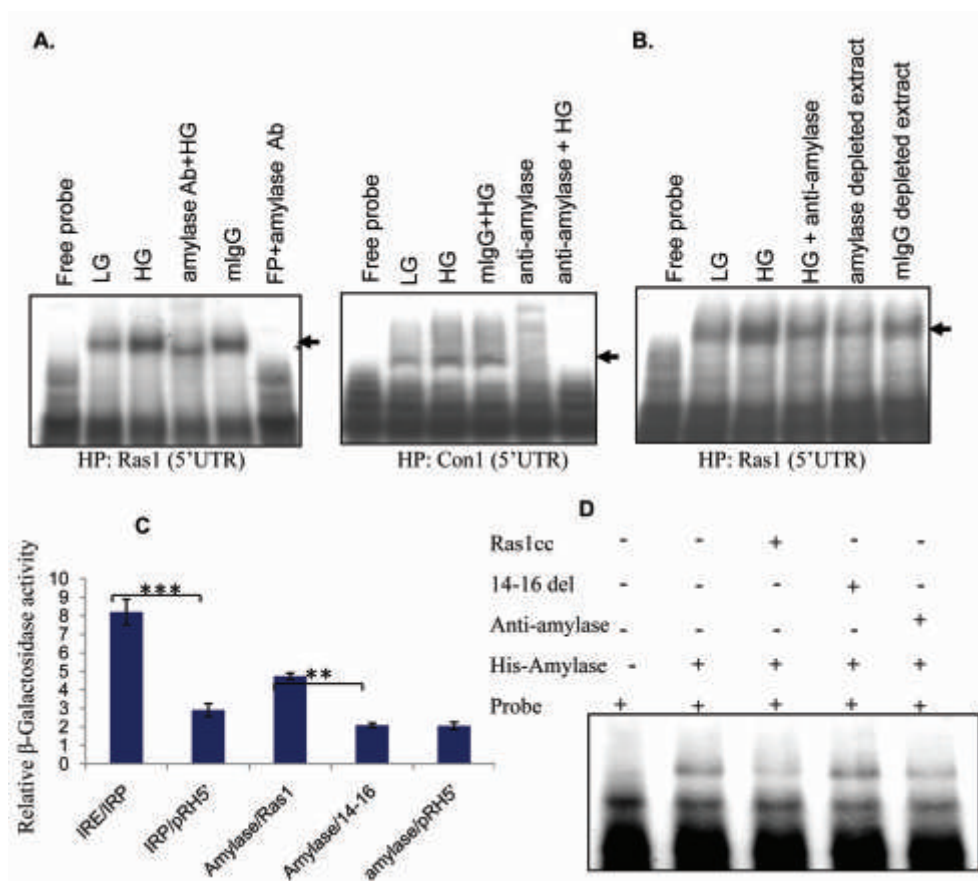 A.
B.
Free probe
LG
HG
amylase Ab+HG
mIgG
FP+amylase Ab
Free probe
LG
HG
mIgG+HG
anti-amylase
anti-amylase + HG
Free probe
LG
HG
HG + anti-amylase
amylase depleted extract
mIgG depleted extract
HP: Ras1 (5'UTR)
HP: Con1 (5'UTR)
HP: Ras1 (5'UTR)
C
Relative β-Galactosidase activity
10
9
8
7
6
5
4
3
2
1
0
***
**
IRE/IRP
IRP/pRH5'
Amylase/Ras1
Amylase/14-16
amylase/pRH5'
D
Ras1cc - - + - -
14-16 del - - - + -
Anti-amylase - - - - +
His-Amylase - + + + +
Probe + + + + +